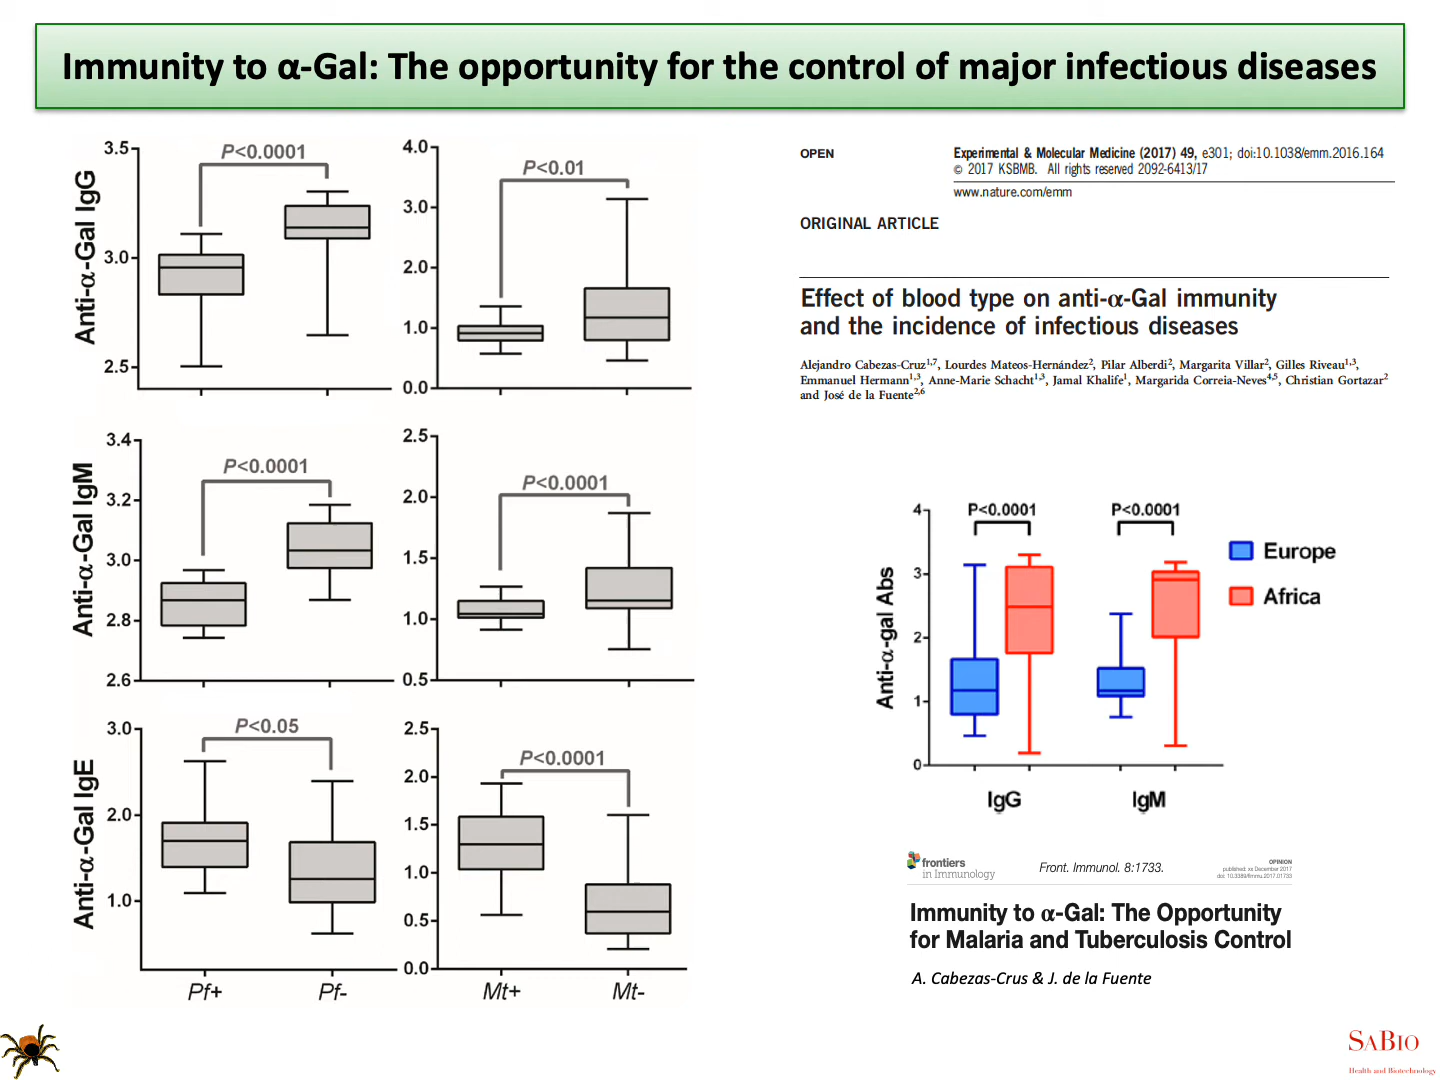 Immunity to α-Gal: The opportunity for the control of major infectious diseases
Anti-α-Gal IgG
3.5
3.0
2.5
P<0.0001
4.0
3.0
2.0
1.0
0.0
P<0.01
Anti-α-Gal IgM
3.4
3.2
3.0
2.8
2.6
P<0.0001
2.5
2.0
1.5
1.0
0.5
P<0.0001
Anti-α-Gal IgE
3.0
2.0
1.0
P<0.05
2.5
2.0
1.5
1.0
0.5
0.0
P<0.0001
Pf+ Pf-
Mt+ Mt-
OPEN
Experimental & Molecular Medicine (2017) 49, e301; doi:10.1038/emm.2016.164
© 2017 KSBMB. All rights reserved 2092-6413/17
www.nature.com/emm
ORIGINAL ARTICLE
Effect of blood type on anti-α-Gal immunity
and the incidence of infectious diseases
Alejandro Cabezas-Cruz1,7, Lourdes Mateos-Hernández2, Pilar Alberdi2, Margarita Villar2, Gilles Riveau1,3,
Emmanuel Hermann1,3, Anne-Marie Schacht1,3, Jamal Khalife1, Margarida Correia-Neves4,5, Christian Gortazar2
and José de la Fuente2,6
Anti-α-gal Abs
4
3
2
1
0
P<0.0001
P<0.0001
IgG
IgM
Europe
Africa
frontiers
in Immunology
Front. Immunol. 8:1733.
OPINION
published: xx December 2017
doi: 10.3389/fimmu.2017.01733
Immunity to α-Gal: The Opportunity
for Malaria and Tuberculosis Control
A. Cabezas-Crus & J. de la Fuente
SABIO
Health and Biotechnology